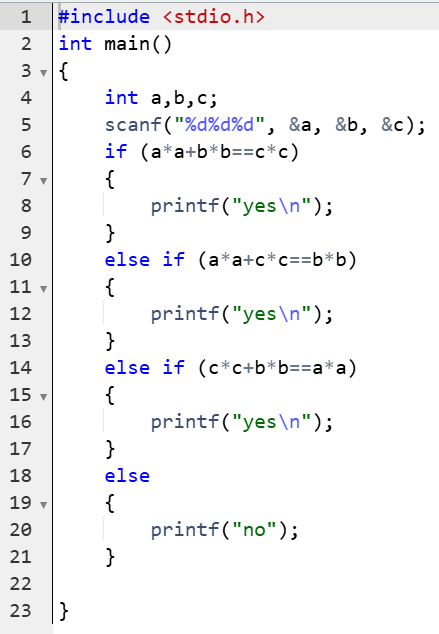 1 #include <stdio.h>
2 int main()
3 {
4     int a,b,c;
5     scanf("%d%d%d", &a, &b, &c);
6     if (a*a+b*b==c*c)
7     {
8         printf("yes\n");
9     }
10     else if (a*a+c*c==b*b)
11     {
12         printf("yes\n");
13     }
14     else if (c*c+b*b==a*a)
15     {
16         printf("yes\n");
17     }
18     else
19     {
20         printf("no");
21     }
22
23 }